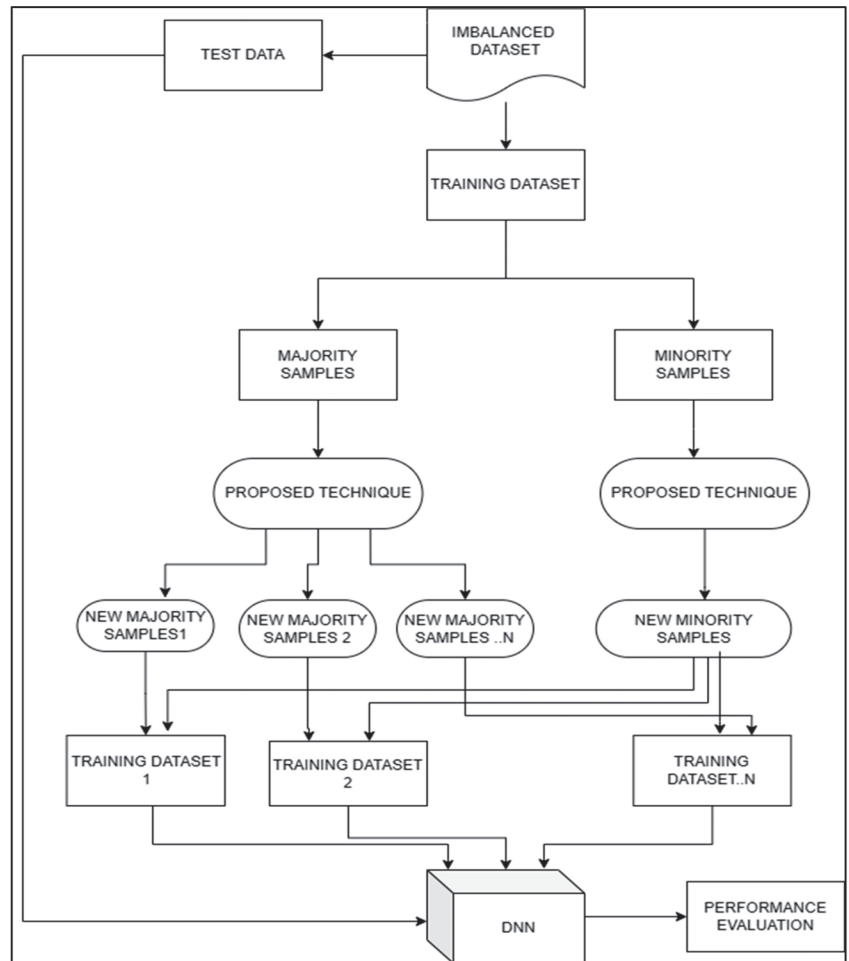 IMBALANCED
DATASET
TEST DATA
TRAINING DATASET
MAJORITY
SAMPLES
MINORITY
SAMPLES
PROPOSED TECHNIQUE
PROPOSED TECHNIQUE
NEW MAJORITY
SAMPLES1
NEW MAJORITY
SAMPLES 2
NEW MAJORITY
SAMPLES ..N
NEW MINORITY
SAMPLES
TRAINING DATASET
1
TRAINING DATASET
2
TRAINING
DATASET..N
DNN
PERFORMANCE
EVALUATION